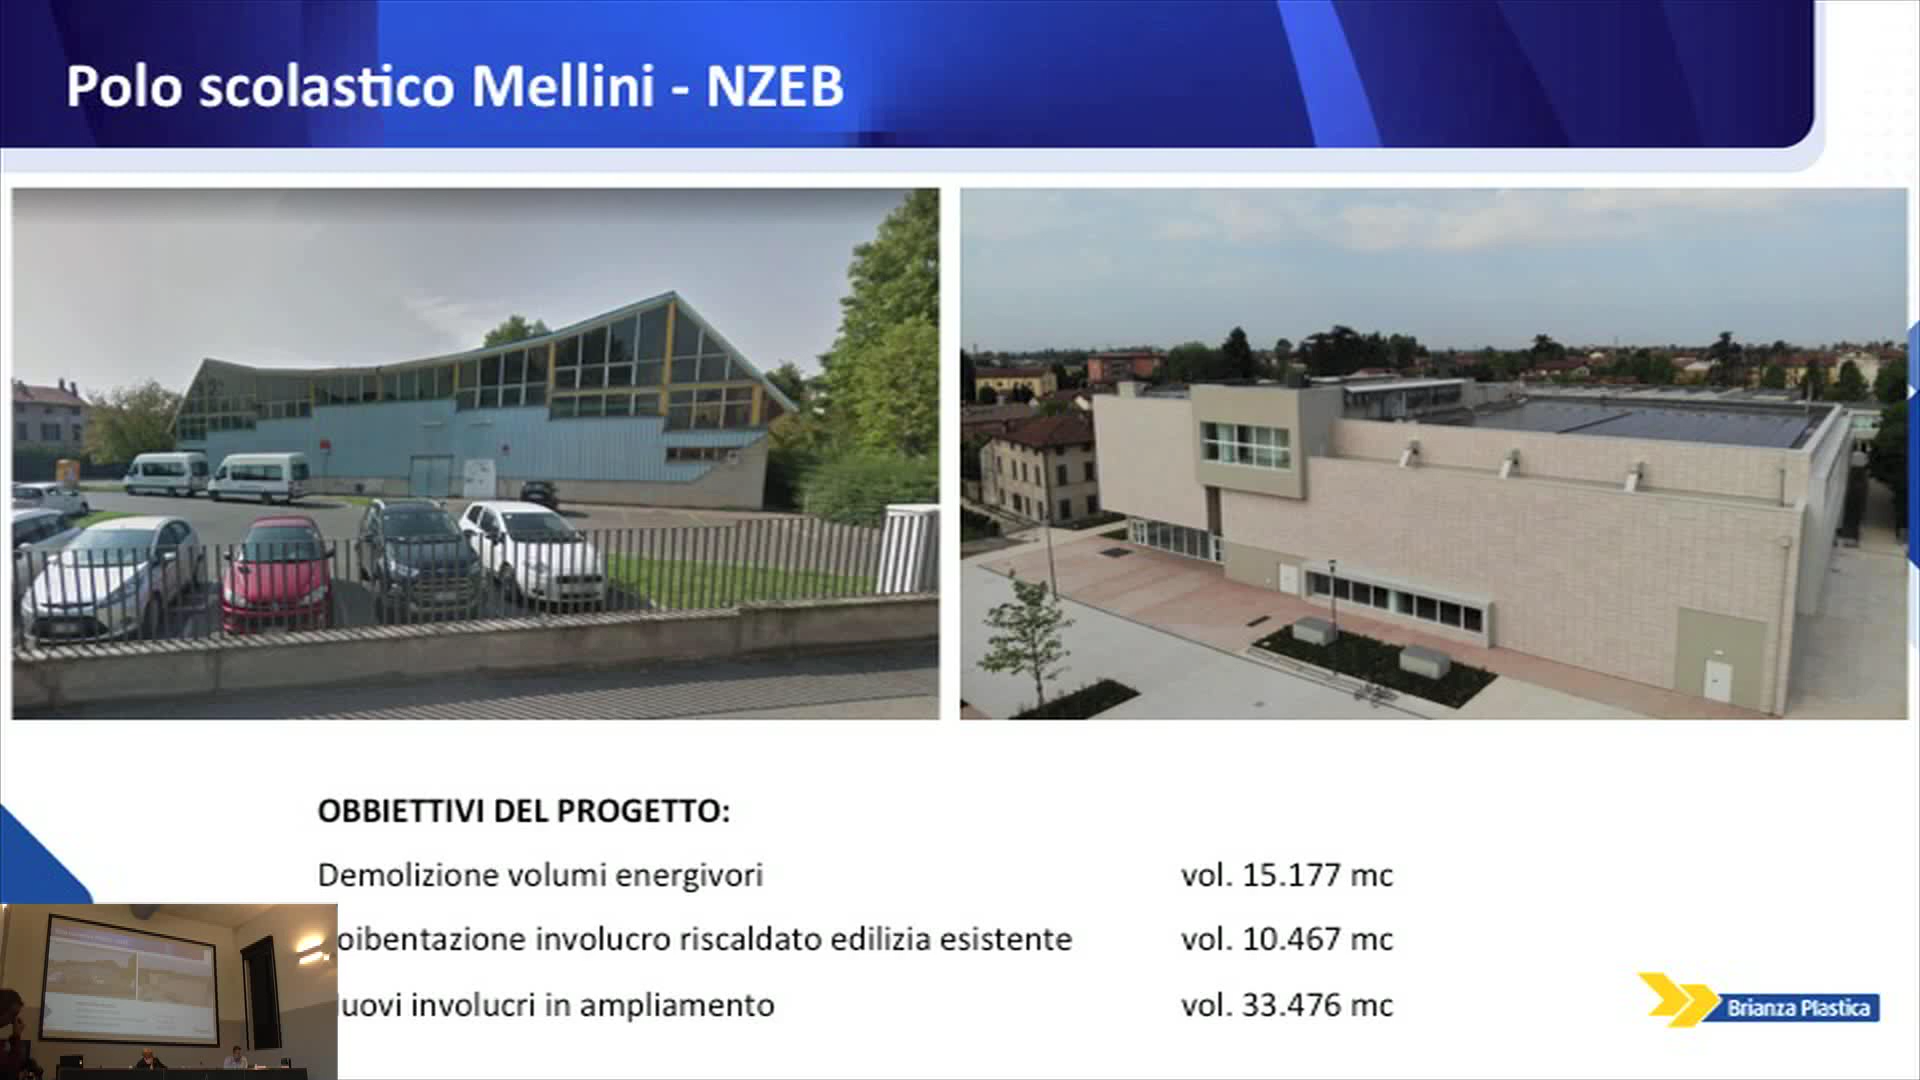 Polo scolastico Mellini - NZEB
OBBIETTIVI DEL PROGETTO:
Demolizione volumi energivori vol. 15.177 mc
oibentazione involucro riscaldato edilizia esistente vol. 10.467 mc
uovi involucri in ampliamento vol. 33.476 mc
Brianza Plastica